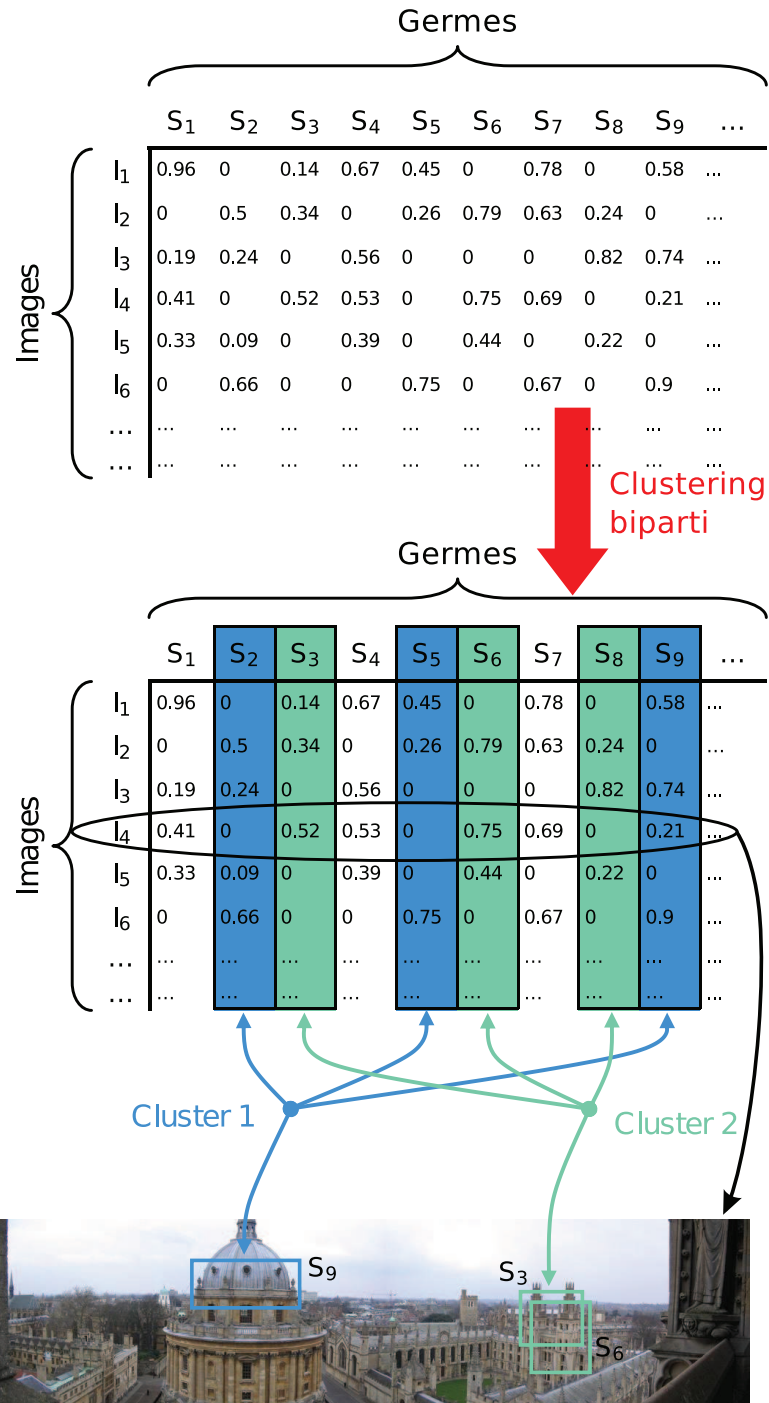 Germes
S1 S2 S3 S4 S5 S6 S7 S8 S9 ...
Images
I1 0.96 0 0.14 0.67 0.45 0 0.78 0 0.58 ...
I2 0 0.5 0.34 0 0.26 0.79 0.63 0.24 0 ...
I3 0.19 0.24 0 0.56 0 0 0 0.82 0.74 ...
I4 0.41 0 0.52 0.53 0 0.75 0.69 0 0.21 ...
I5 0.33 0.09 0 0.39 0 0.44 0 0.22 0 ...
I6 0 0.66 0 0 0.75 0 0.67 0 0.9 ...
... ... ... ... ... ... ... ... ... ... ...
... ... ... ... ... ... ... ... ... ... ...
Clustering
biparti
Germes
S1 S2 S3 S4 S5 S6 S7 S8 S9 ...
Images
I1 0.96 0 0.14 0.67 0.45 0 0.78 0 0.58 ...
I2 0 0.5 0.34 0 0.26 0.79 0.63 0.24 0 ...
I3 0.19 0.24 0 0.56 0 0 0 0.82 0.74 ...
I4 0.41 0 0.52 0.53 0 0.75 0.69 0 0.21 ...
I5 0.33 0.09 0 0.39 0 0.44 0 0.22 0 ...
I6 0 0.66 0 0 0.75 0 0.67 0 0.9 ...
... ... ... ... ... ... ... ... ... ... ...
... ... ... ... ... ... ... ... ... ... ...
Cluster 1
Cluster 2
S9
S3
S6